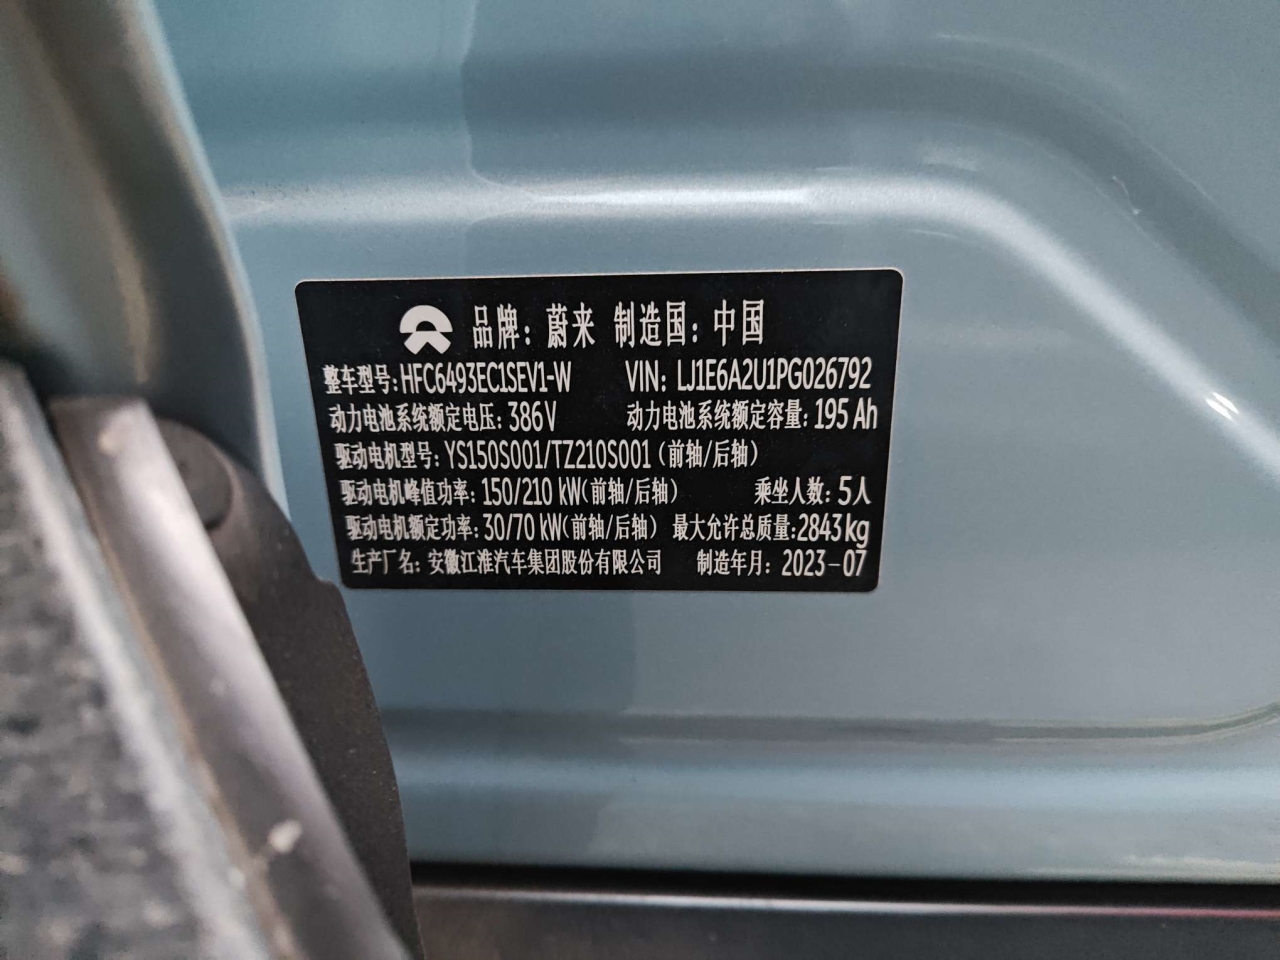 品牌：蔚来 制造国：中国
整车型号：HFC6493EC1SEV1-W VIN：LJ1E6A2U1PG026792
动力电池系统额定电压：386V 动力电池系统额定容量：195 Ah
驱动电机型号：YS150S001/TZ210S001（前轴/后轴）
驱动电机峰值功率：150/210 kW（前轴/后轴） 乘坐人数：5人
驱动电机额定功率：30/70 kW（前轴/后轴） 最大允许总质量：2843kg
生产厂名：安徽江淮汽车集团股份有限公司 制造年月：2023-07